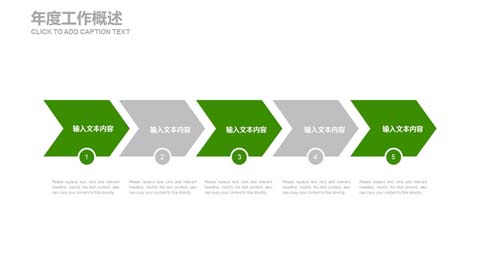 年度工作概述
CLICK TO ADD CAPTION TEXT
输入文本内容
输入文本内容
输入文本内容
输入文本内容
输入文本内容
1
2
3
4
5
Please replace text, click add relevant
headline, modify the text content, also
can copy your content to this directly.
Please replace text, click add relevant
headline, modify the text content, also
can copy your content to this directly.
Please replace text, click add relevant
headline, modify the text content, also
can copy your content to this directly.
Please replace text, click add relevant
headline, modify the text content, also
can copy your content to this directly.
Please replace text, click add relevant
headline, modify the text content, also
can copy your content to this directly.